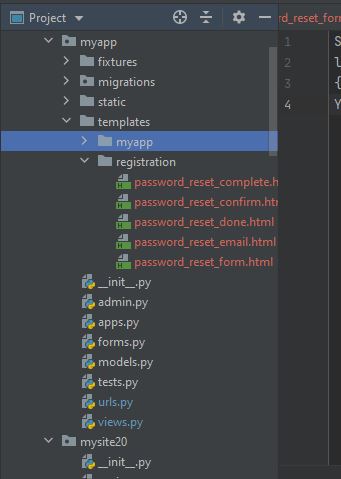 Project
rd_reset_for
myapp
1 S
fixtures
2 l
migrations
3 {
static
4 Y
templates
myapp
registration
password_reset_complete.h
password_reset_confirm.ht
password_reset_done.html
password_reset_email.html
password_reset_form.html
__init__.py
admin.py
apps.py
forms.py
models.py
tests.py
urls.py
views.py
mysite20
__init__.py